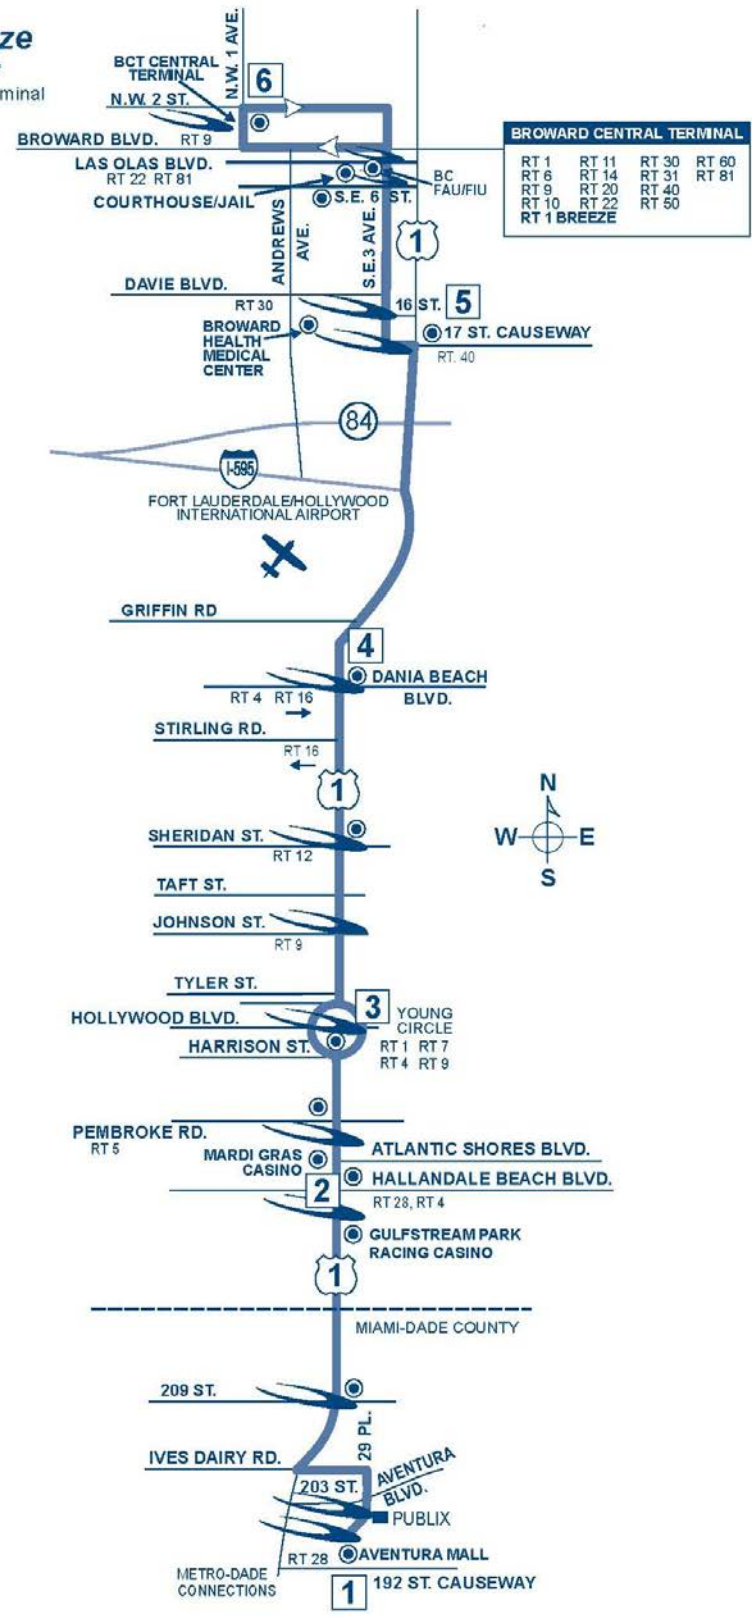 ze
minal
N.W. 1 AVE.
BCT CENTRAL
TERMINAL
6
N.W. 2 ST.
BROWARD BLVD. RT 9
LAS OLAS BLVD.
RT 22 RT 81
COURTHOUSE/JAIL
BC
FAU/FIU
S.E. 6 ST.
BROWARD CENTRAL TERMINAL
RT 1 RT 11 RT 30 RT 60
RT 6 RT 14 RT 31 RT 81
RT 9 RT 20 RT 40
RT 10 RT 22 RT 50
RT 1 BREEZE
ANDREWS
AVE.
S.E.3 AVE.
1
DAVIE BLVD.
RT 30
16 ST.
5
BROWARD
HEALTH
MEDICAL
CENTER
17 ST. CAUSEWAY
RT. 40
84
I-595
FORT LAUDERDALE/HOLLYWOOD
INTERNATIONAL AIRPORT
GRIFFIN RD
4
DANIA BEACH
BLVD.
RT 4 RT 16
STIRLING RD.
RT 16
1
N
W E
S
SHERIDAN ST.
RT 12
TAFT ST.
JOHNSON ST.
RT 9
TYLER ST.
3
YOUNG
CIRCLE
HOLLYWOOD BLVD.
HARRISON ST.
RT 1 RT 7
RT 4 RT 9
PEMBROKE RD.
RT 5
MARDI GRAS
CASINO
ATLANTIC SHORES BLVD.
2
HALLANDALE BEACH BLVD.
RT 28, RT 4
GULFSTREAM PARK
RACING CASINO
1
MIAMI-DADE COUNTY
209 ST.
29 PL.
IVES DAIRY RD.
203 ST.
AVENTURA
BLVD.
PUBLIX
RT 28
AVENTURA MALL
METRO-DADE
CONNECTIONS
1
192 ST. CAUSEWAY